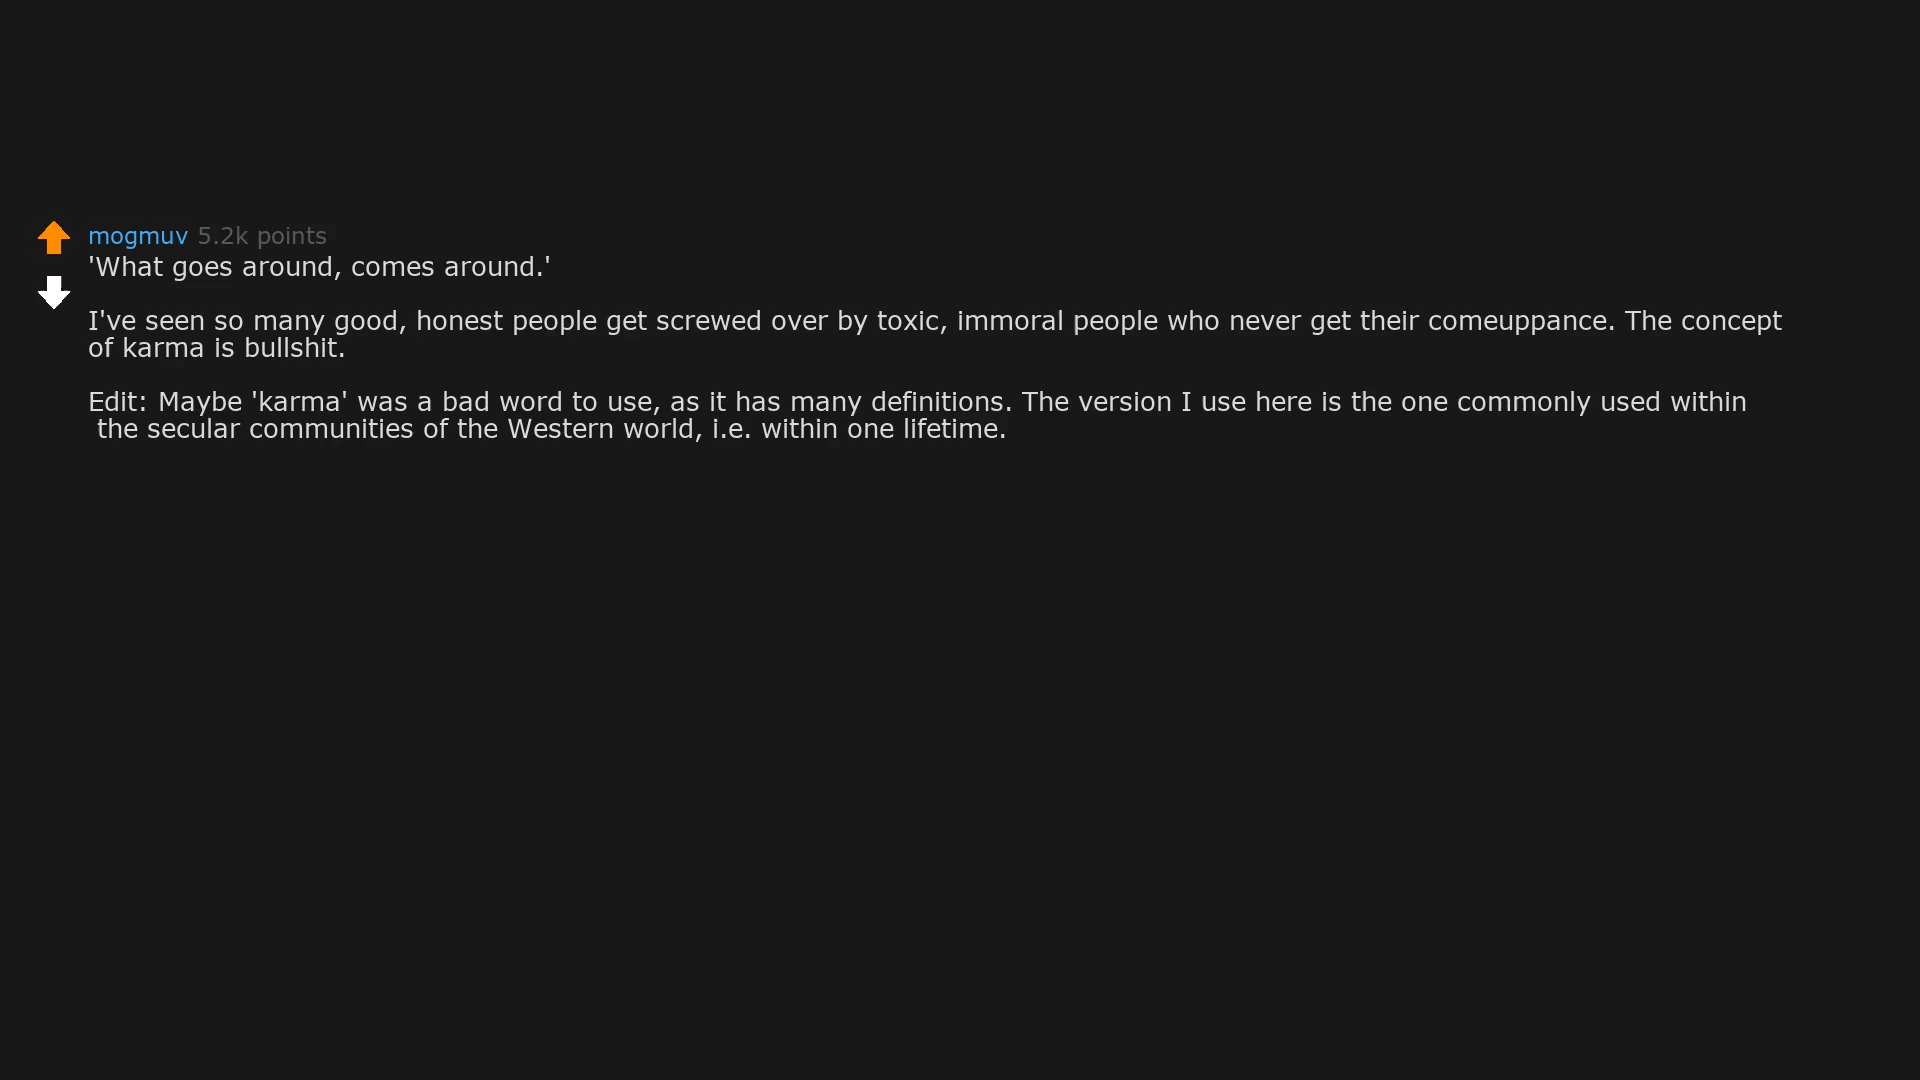 mogmuv 5.2k points
'What goes around, comes around.'
I've seen so many good, honest people get screwed over by toxic, immoral people who never get their comeuppance. The concept
of karma is bullshit.
Edit: Maybe 'karma' was a bad word to use, as it has many definitions. The version I use here is the one commonly used within
the secular communities of the Western world, i.e. within one lifetime.